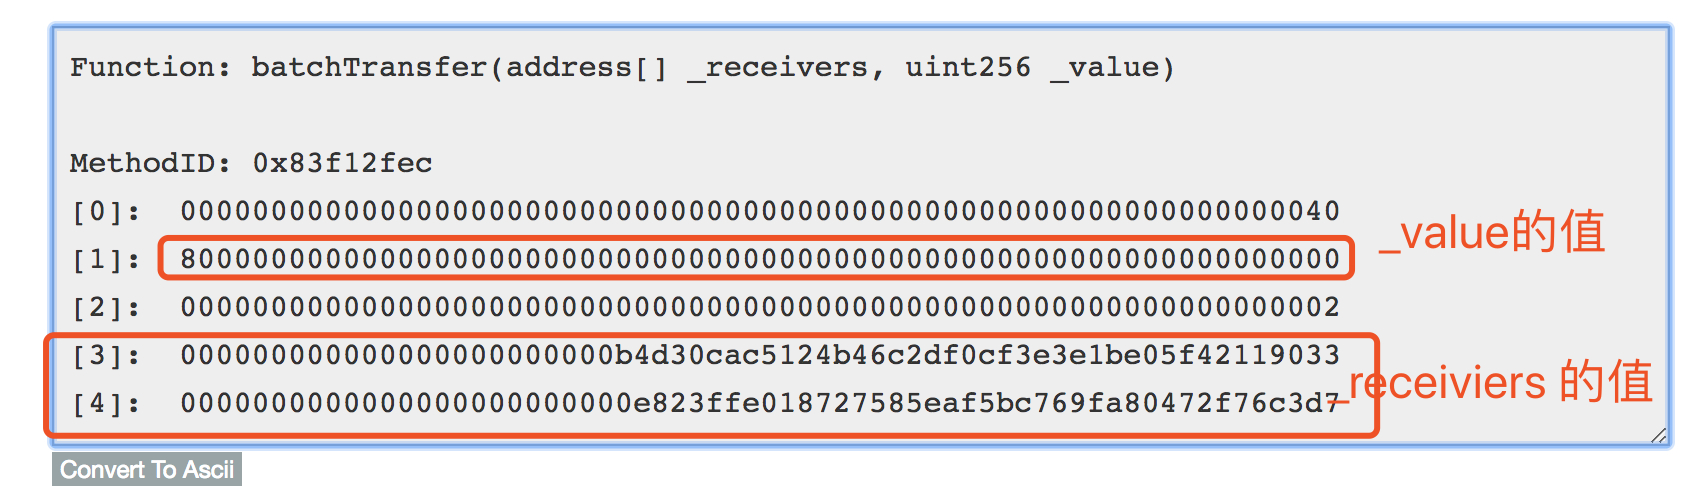 Function: batchTransfer(address[] _receivers, uint256 _value)
MethodID: 0x83f12fec
[0]: 0000000000000000000000000000000000000000000000000000000000000040
_value的值
[1]: 8000000000000000000000000000000000000000000000000000000000000000
[2]: 0000000000000000000000000000000000000000000000000000000000000002
[3]: 000000000000000000000000b4d30cac5124b46c2df0cf3e3e1be05f42119033
_receiviers 的值
[4]: 0000000000000000000000000e823ffe018727585eaf5bc769fa80472f76c3d7
Convert To Ascii